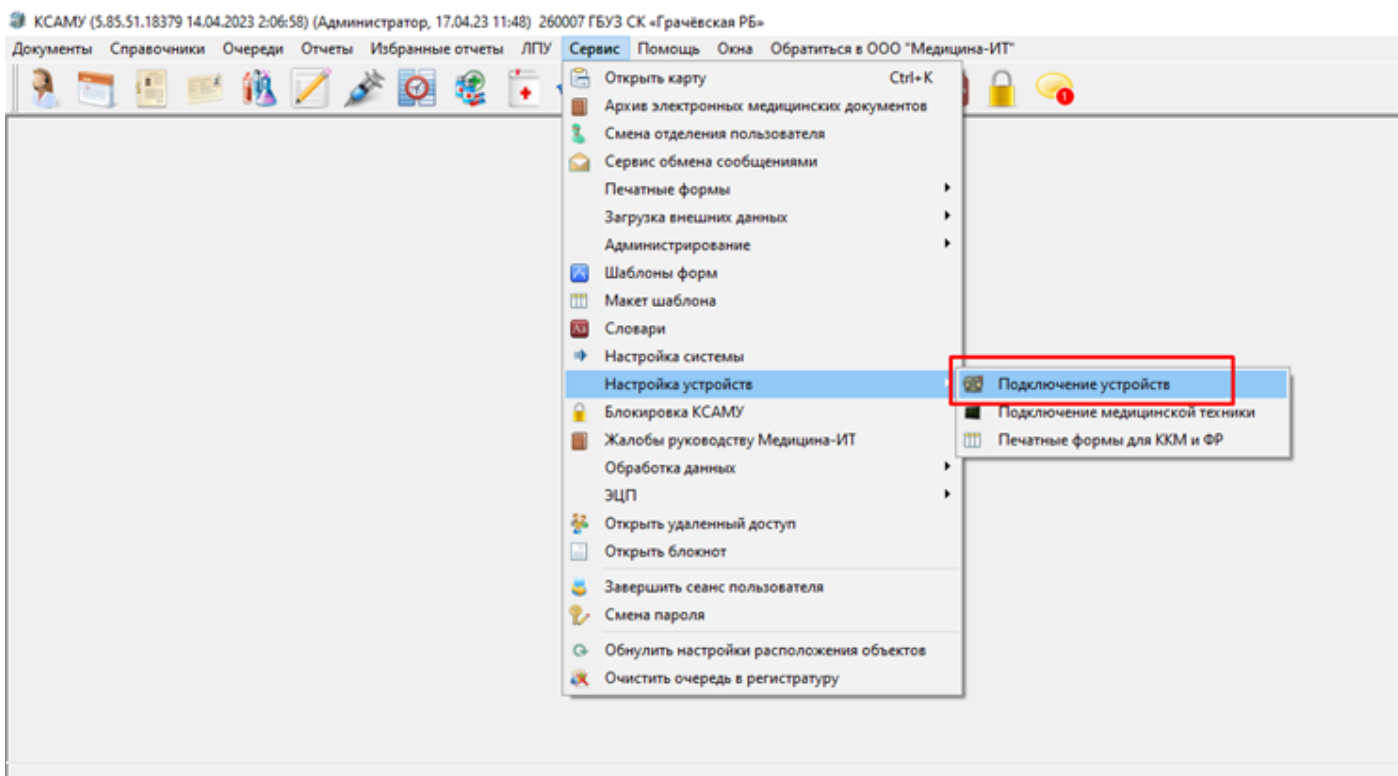 КСАМУ (5.85.51.18379 14.04.2023 2:06:58) (Администратор, 17.04.23 11:48) 260007 ГБУЗ СК «Грачёвская РБ»
Документы Справочники Очереди Отчеты Избранные отчеты ЛПУ Сервис Помощь Окна Обратиться в ООО "Медицина-ИТ"
Открыть карту Ctrl+K
1
Архив электронных медицинских документов
Смена отделения пользователя
Сервис обмена сообщениями
Печатные формы
Загрузка внешних данных
Администрирование
Шаблоны форм
Макет шаблона
Словари
Настройка системы
Настройка устройств
Подключение устройств
Блокировка КСАМУ
Подключение медицинской техники
Жалобы руководству Медицина-ИТ
Печатные формы для ККМ и ФР
Обработка данных
ЭЦП
Открыть удаленный доступ
Открыть блокнот
Завершить сеанс пользователя
Смена пароля
Обнулить настройки расположения объектов
Очистить очередь в регистратуру